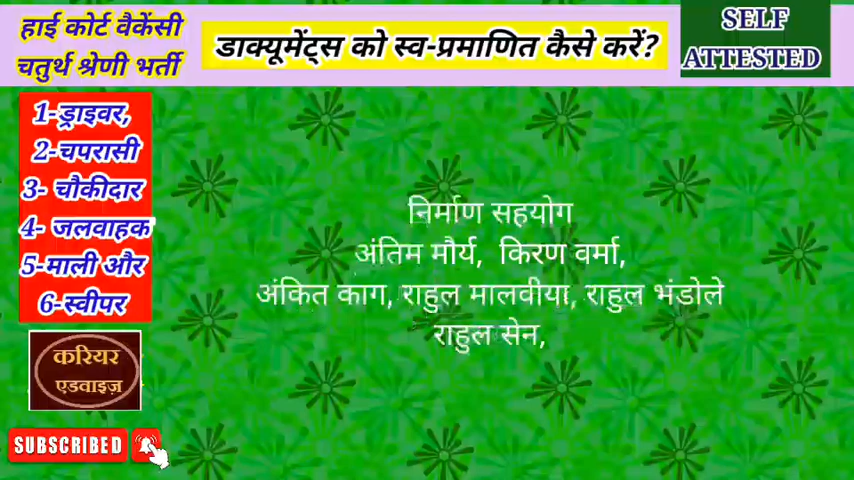 हाई कोर्ट वैकेंसी
चतुर्थ श्रेणी भर्ती
डाक्यूमेंट्स को स्व-प्रमाणित कैसे करें?
SELF
ATTESTED
1-ड्राइवर,
2-चपरासी
3- चौकीदार
4- जलवाहक
5-माली और
6-स्वीपर
निर्माण सहयोग
अंतिम मौर्य, किरण वर्मा,
अंकित काग, राहुल मालवीया, राहुल भंडोले
राहुल सेन,
करियर
एडवाइज़
SUBSCRIBED